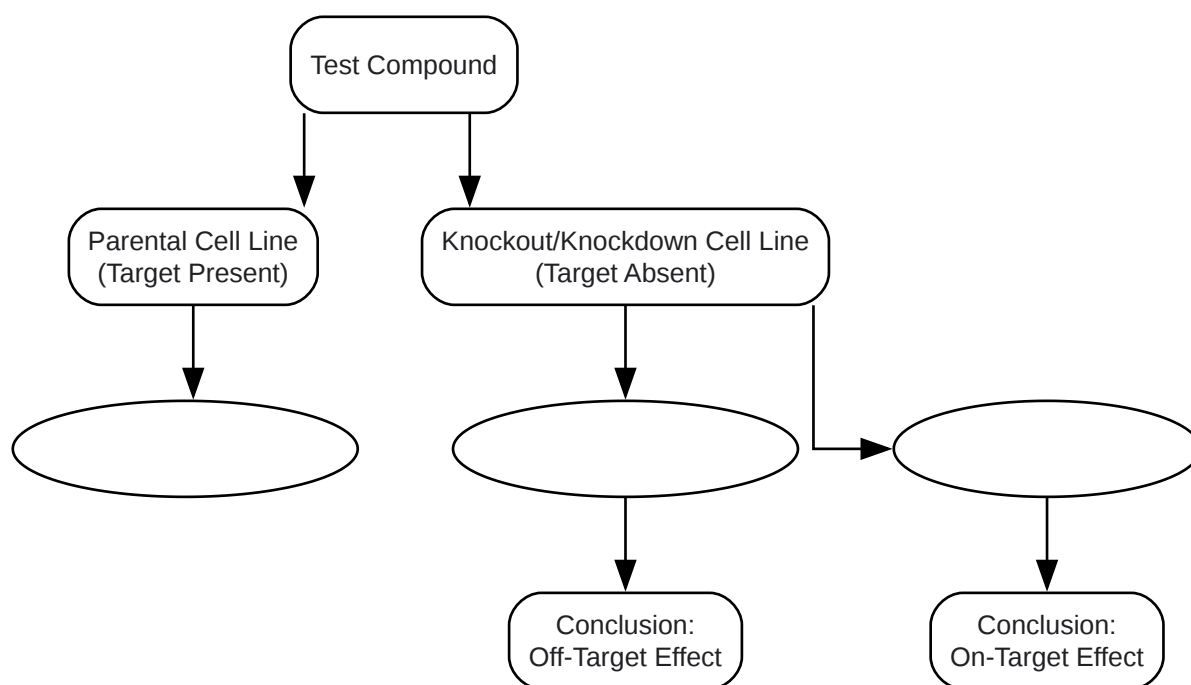 Test Compound
Parental Cell Line
(Target Present)
Knockout/Knockdown Cell Line
(Target Absent)
Conclusion:
Off-Target Effect
Conclusion:
On-Target Effect